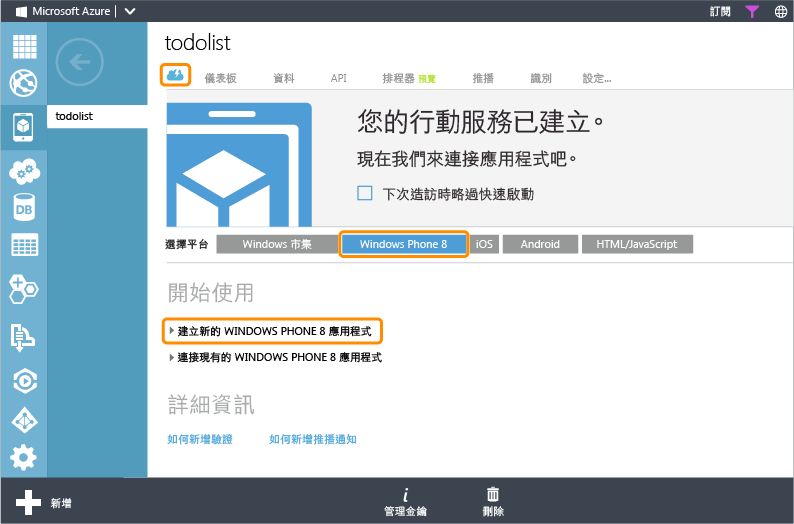 Microsoft Azure
訂閱
todolist
todolist
儀表板 資料 API 排程器 預覽 推播 識別 設定...
您的行動服務已建立。
現在我們來連接應用程式吧。
下次造訪時略過快速啟動
選擇平台 Windows 市集 Windows Phone 8 iOS Android HTML/JavaScript
開始使用
建立新的 WINDOWS PHONE 8 應用程式
連接現有的 WINDOWS PHONE 8 應用程式
詳細資訊
如何新增驗證 如何新增推播通知
DB
新增
i
管理金鑰 刪除